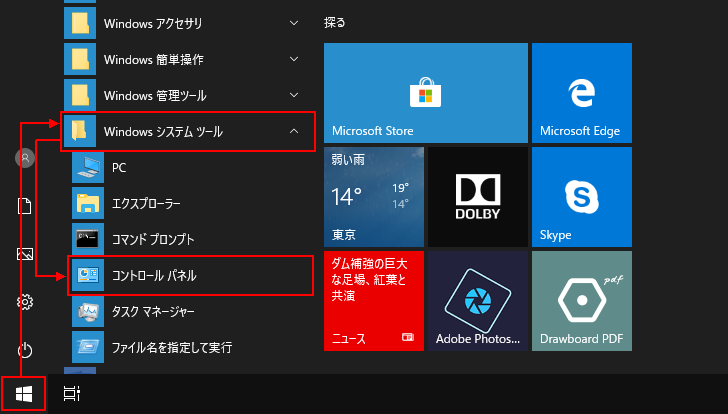 Windows アクセサリ
Windows 簡単操作
Windows 管理ツール
Windows システム ツール
PC
エクスプローラー
コマンド プロンプト
コントロール パネル
タスク マネージャー
ファイル名を指定して実行
探る
Microsoft Store
Microsoft Edge
弱い雨
14°
19°
14°
東京
DOLBY
Skype
ダム補強の巨大
な足場、紅葉と
共演
ニュース
Adobe Photos...
pdf
Drawboard PDF